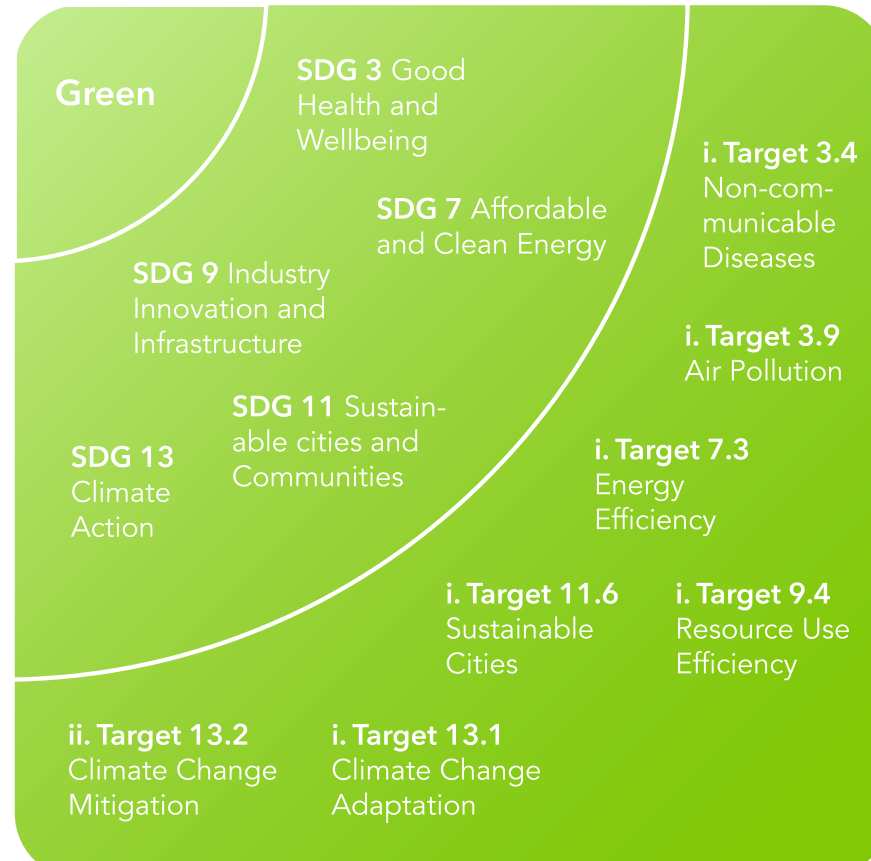 Green
SDG 3 Good
Health and
Wellbeing
SDG 7 Affordable
and Clean Energy
SDG 9 Industry
Innovation and
Infrastructure
SDG 11 Sustain-
able cities and
Communities
SDG 13
Climate
Action
i. Target 3.4
Non-com-
municable
Diseases
i. Target 3.9
Air Pollution
i. Target 7.3
Energy
Efficiency
i. Target 11.6
Sustainable
Cities
i. Target 9.4
Resource Use
Efficiency
ii. Target 13.2
Climate Change
Mitigation
i. Target 13.1
Climate Change
Adaptation